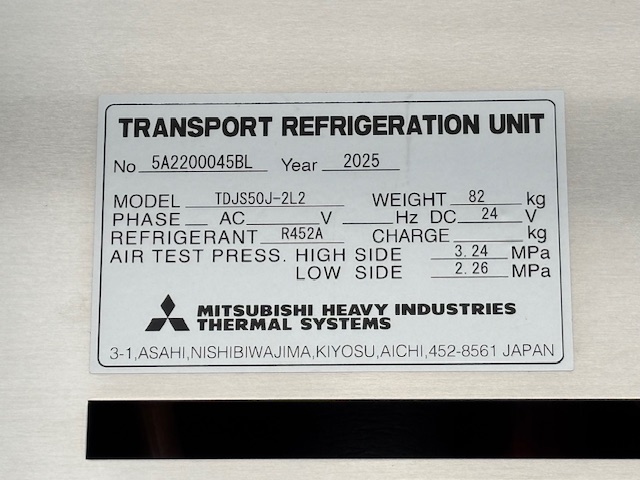 TRANSPORT REFRIGERATION UNIT
No 5A2200045BL Year 2025
MODEL TDJS50J-2L2 WEIGHT 82 kg
PHASE AC V Hz DC 24 V
REFRIGERANT R452A CHARGE kg
AIR TEST PRESS. HIGH SIDE 3.24 MPa
LOW SIDE 2.26 MPa
MITSUBISHI HEAVY INDUSTRIES
THERMAL SYSTEMS
3-1,ASAHI,NISHIBIWAJIMA,KIYOSU,AICHI,452-8561 JAPAN